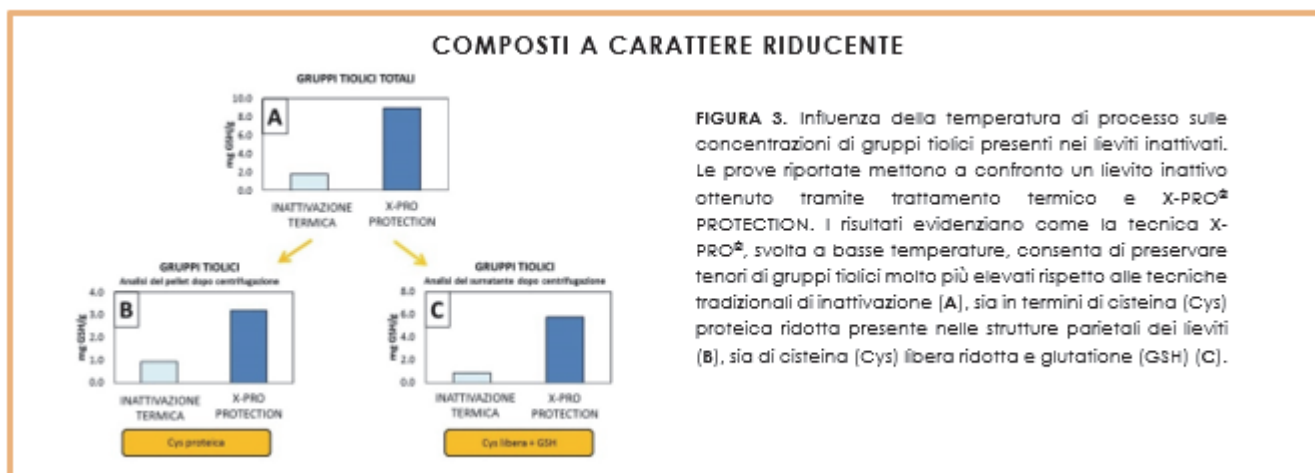 COMPOSTI A CARATTERE RIDUCENTE
GRUPPI TIOLICI TOTALI
A
mg GSH/g
10.0
8.0
6.0
4.0
2.0
0.0
INATTIVAZIONE
TERMICA
X-PRO
PROTECTION
GRUPPI TIOLICI
Analisi del pellet dopo centrifugazione
B
mg GSH/g
4.0
3.0
2.0
1.0
0.0
INATTIVAZIONE
TERMICA
X-PRO
PROTECTION
Cys proteica
GRUPPI TIOLICI
Analisi del surnatante dopo centrifugazione
C
mg GSH/g
8.0
6.0
4.0
2.0
0.0
INATTIVAZIONE
TERMICA
X-PRO
PROTECTION
Cys libera + GSH
FIGURA 3. Influenza della temperatura di processo sulle
concentrazioni di gruppi tiolici presenti nei lieviti inattivati.
Le prove riportate mettono a confronto un lievito inattivo
ottenuto tramite trattamento termico e X-PRO®
PROTECTION. I risultati evidenziano come la tecnica X-
PRO®, svolta a basse temperature, consenta di preservare
tenori di gruppi tiolici molto più elevati rispetto alle tecniche
tradizionali di inattivazione (A), sia in termini di cisteina (Cys)
proteica ridotta presente nelle strutture parietali dei lieviti
(B), sia di cisteina (Cys) libera ridotta e glutatione (GSH) (C).